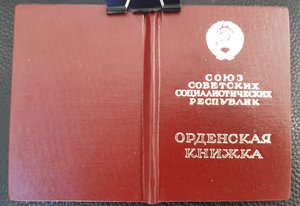 СОЮЗ
СОВЕТСКИХ
СОЦИАЛИСТИЧЕСКИХ
РЕСПУБЛИК
ОРДЕНСКАЯ
КНИЖКА